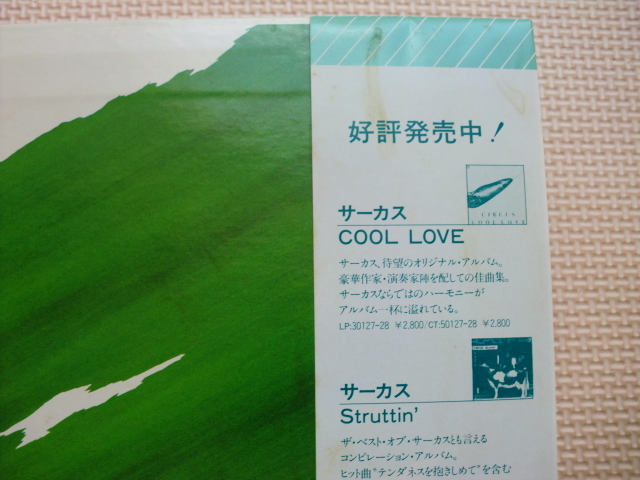 好評発売中！
サーカス
CIRCUS
COOL LOVE
COOL LOVE
サーカス、待望のオリジナル・アルバム。
豪華作家・演奏家陣を配しての佳曲集。
サーカスならではのハーモニーが
アルバム一杯に溢れている。
LP:30127-28 ￥2,800/CT:50127-28 ￥2,800
サーカス
Struttin'
ザ・ベスト・オブ・サーカスとも言える
コンピレーション・アルバム。
ヒット曲“テンダネスを抱きしめて”を含む